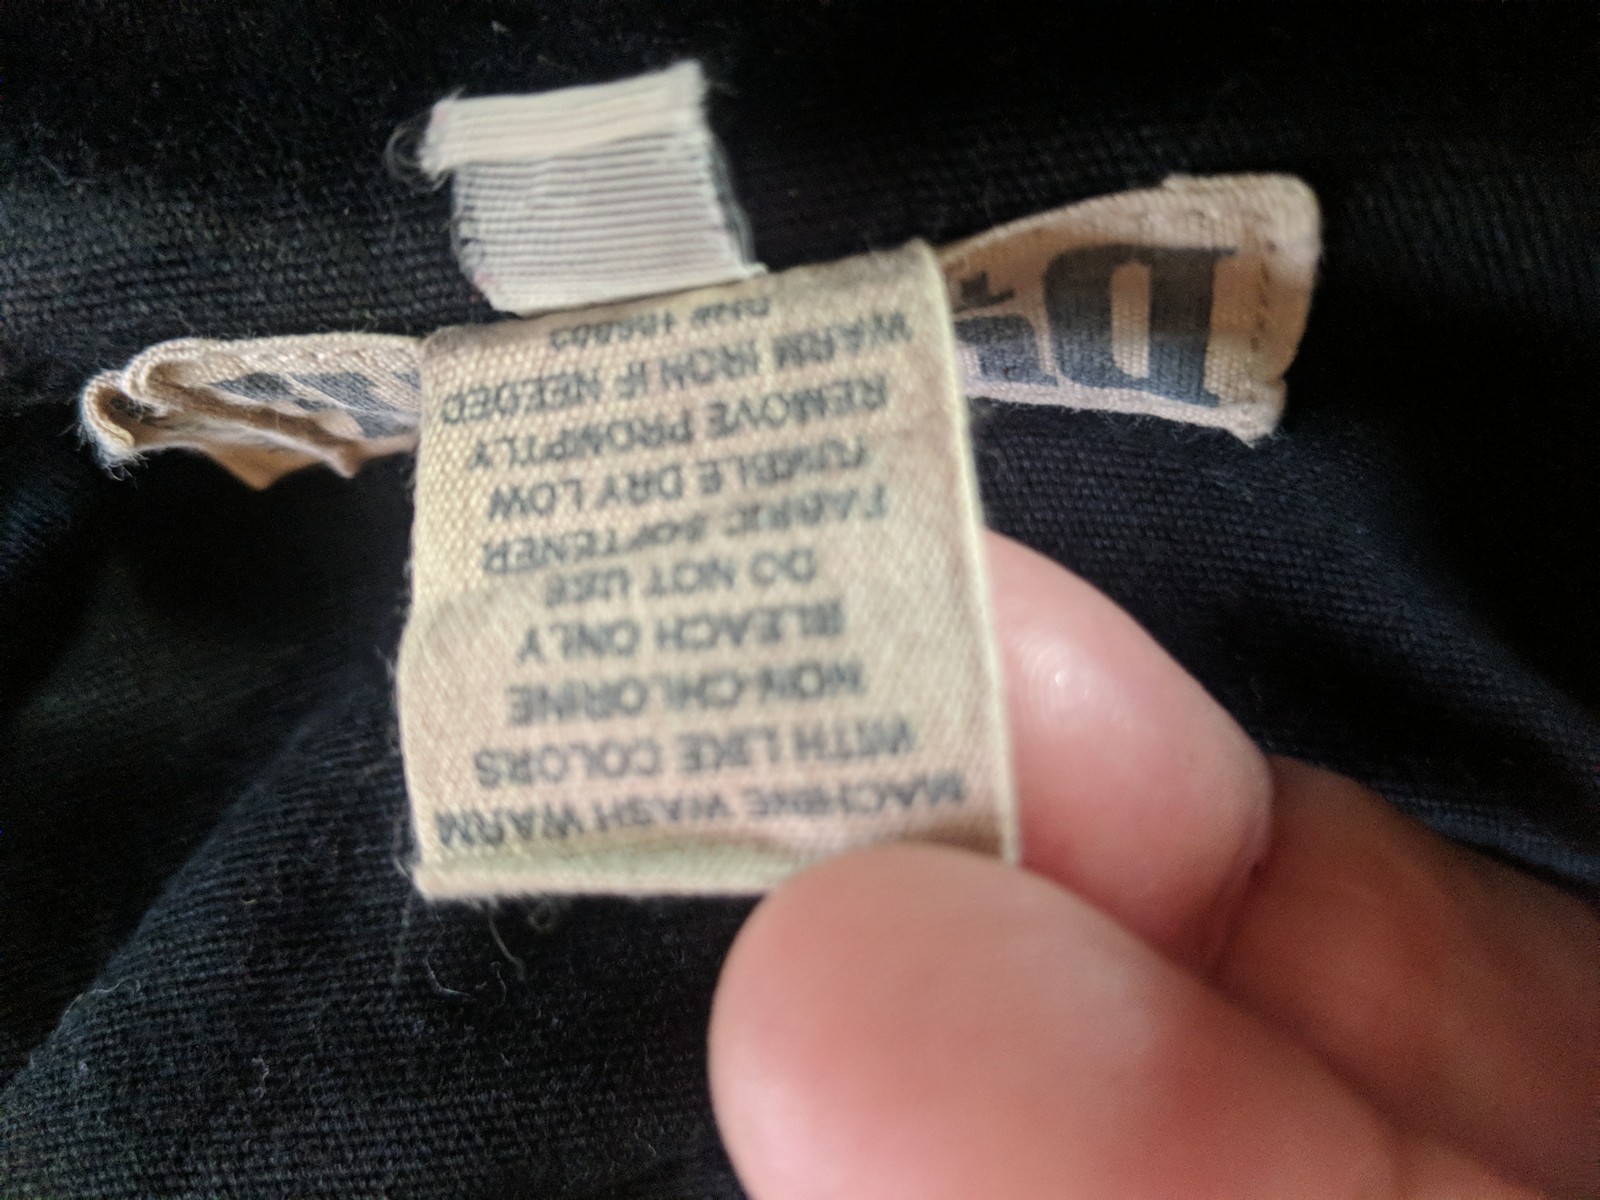 MACHINE WASH WARM
WITH LIKE COLORS
NON-CHLORINE
BLEACH ONLY
DO NOT USE
FABRIC SOFTENER
TUMBLE DRY LOW
REMOVE PROMPTLY
WARM IRON IF NEEDED
RN#